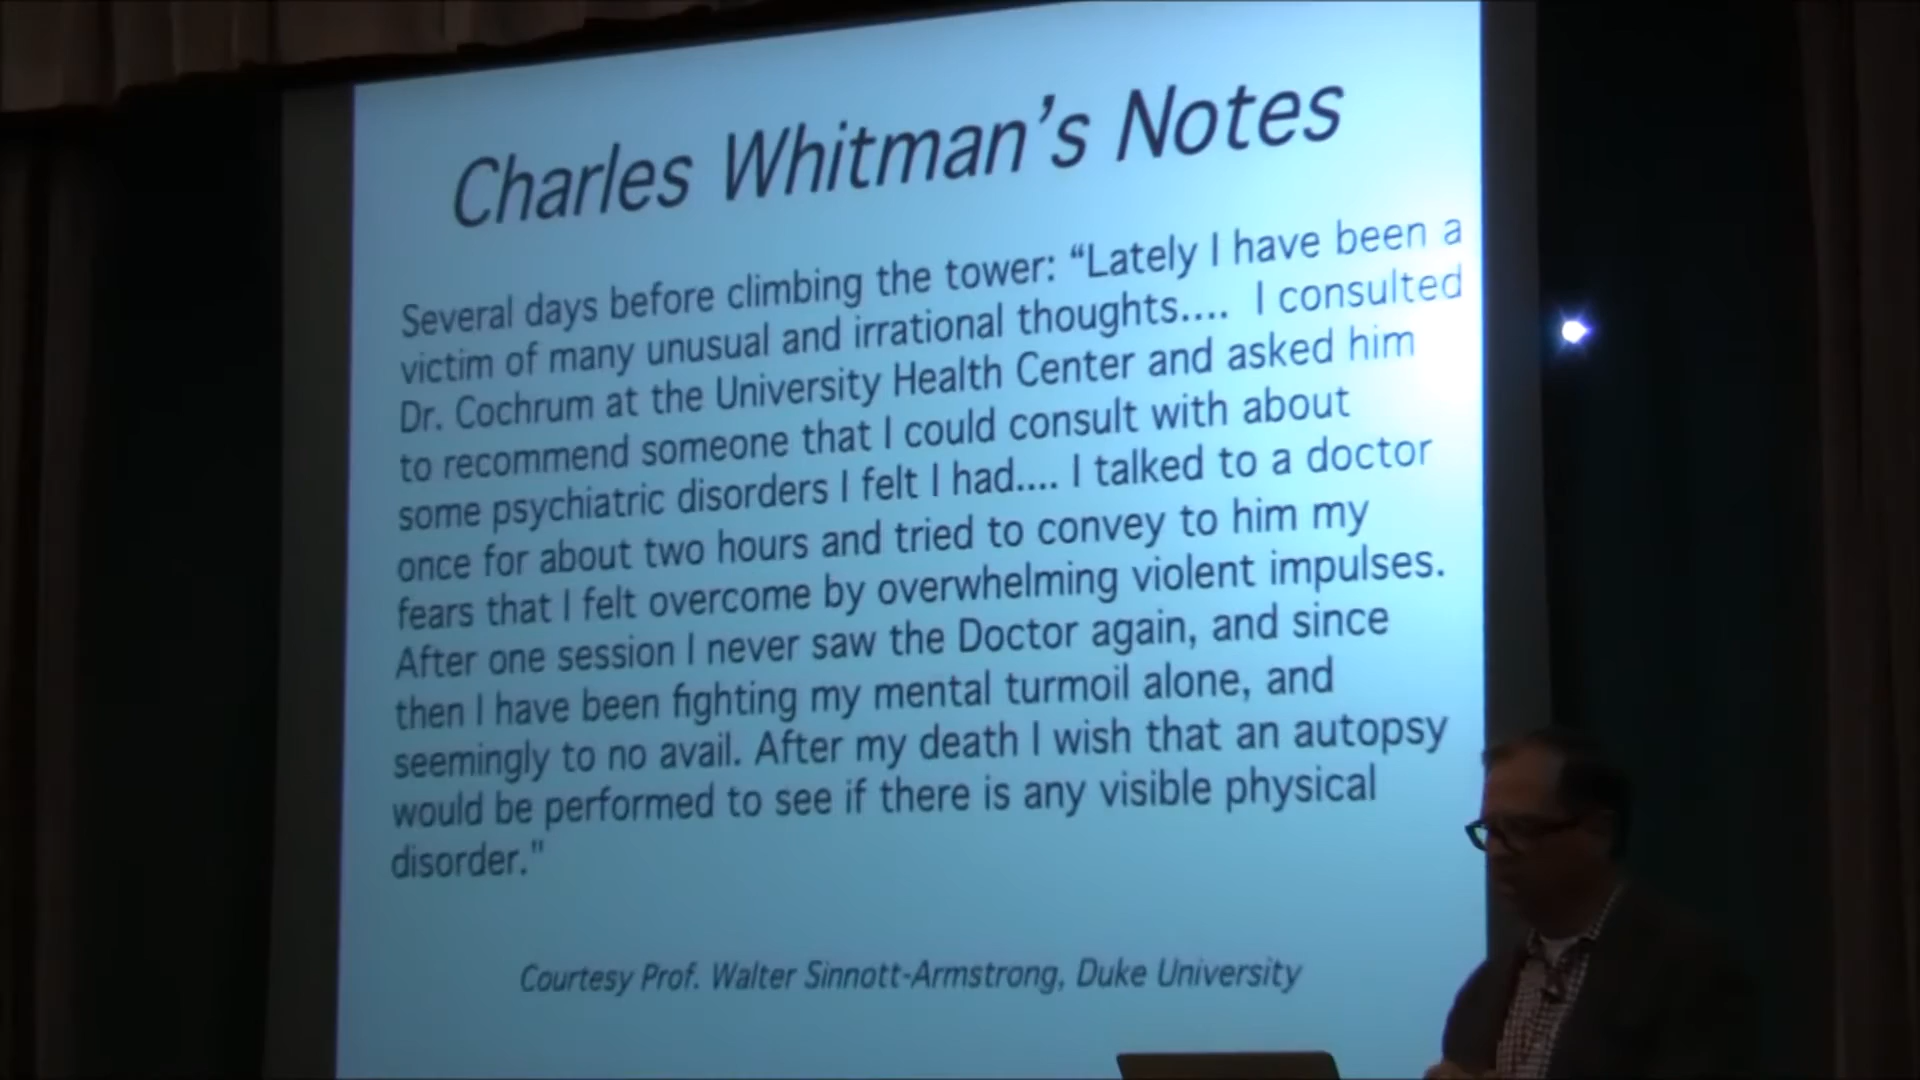 Charles Whitman’s Notes
Several days before climbing the tower: “Lately I have been a
victim of many unusual and irrational thoughts.... I consulted
Dr. Cochrum at the University Health Center and asked him
to recommend someone that I could consult with about
some psychiatric disorders I felt I had.... I talked to a doctor
once for about two hours and tried to convey to him my
fears that I felt overcome by overwhelming violent impulses.
After one session I never saw the Doctor again, and since
then I have been fighting my mental turmoil alone, and
seemingly to no avail. After my death I wish that an autopsy
would be performed to see if there is any visible physical
disorder."
Courtesy Prof. Walter Sinnott-Armstrong, Duke University